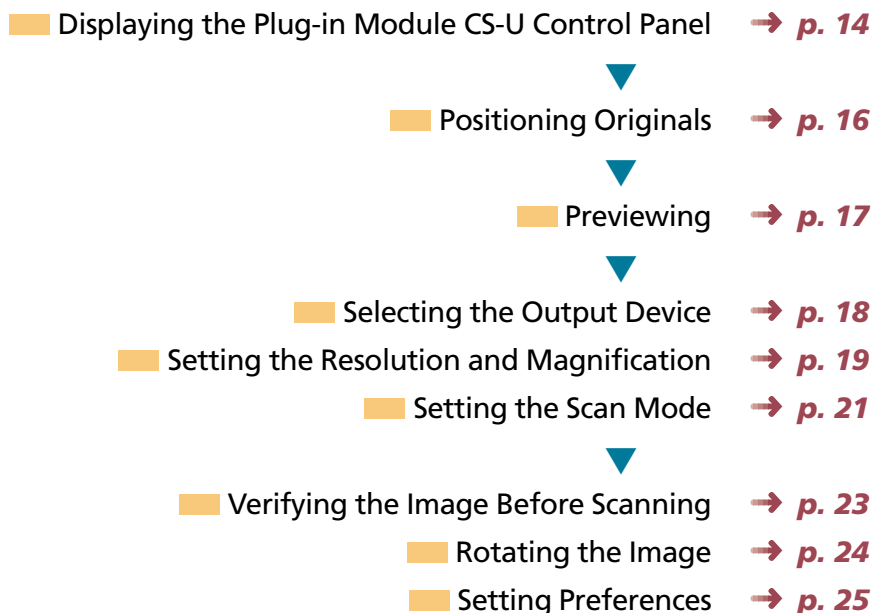 Displaying the Plug-in Module CS-U Control Panel → p. 14
Positioning Originals → p. 16
Previewing → p. 17
Selecting the Output Device → p. 18
Setting the Resolution and Magnification → p. 19
Setting the Scan Mode → p. 21
Verifying the Image Before Scanning → p. 23
Rotating the Image → p. 24
Setting Preferences → p. 25